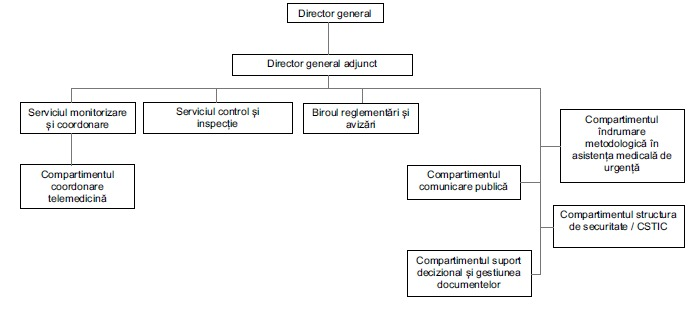 Director general
Director general adjunct
Serviciul monitorizare
și coordonare
Serviciul control și
inspecție
Biroul reglementări și
avizări
Compartimentul
îndrumare
metodologică în
asistența medicală de
urgență
Compartimentul
coordonare
telemedicină
Compartimentul
comunicare publică
Compartimentul structura
de securitate / CSTIC
Compartimentul suport
decizional și gestiunea
documentelor